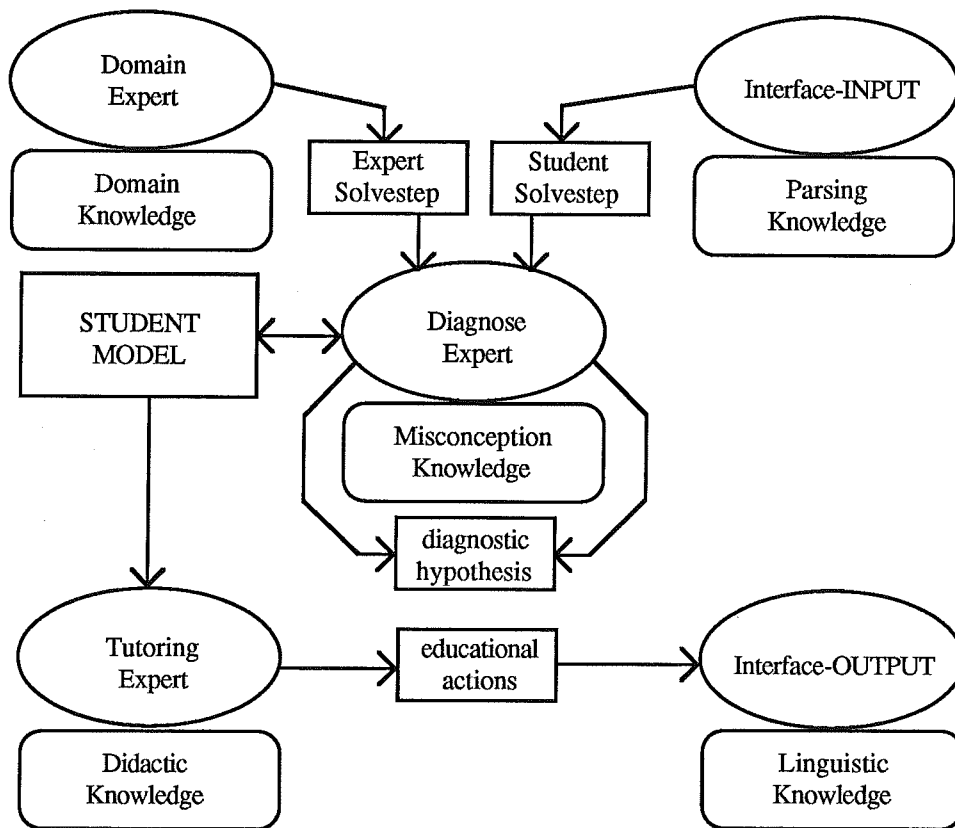 Domain
Expert
Domain
Knowledge
Expert
Solvestep
Student
Solvestep
Interface-INPUT
Parsing
Knowledge
STUDENT
MODEL
Diagnose
Expert
Misconception
Knowledge
diagnostic
hypothesis
Tutoring
Expert
Didactic
Knowledge
educational
actions
Interface-OUTPUT
Linguistic
Knowledge